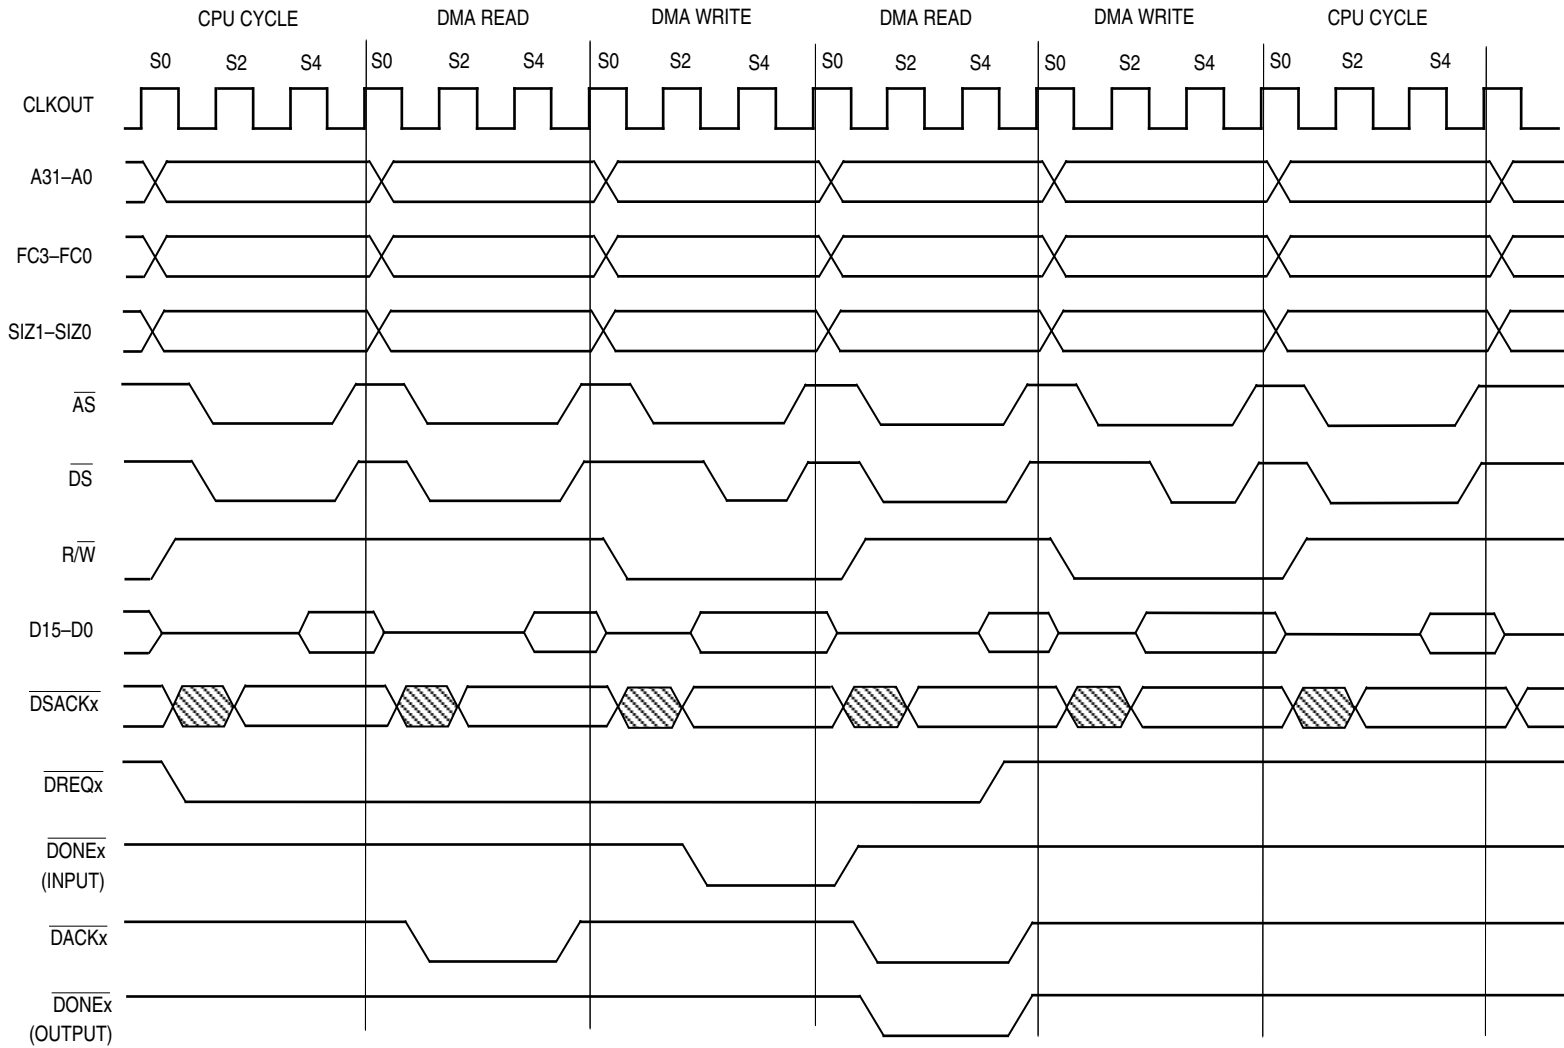 CPU CYCLE DMA READ DMA WRITE DMA READ DMA WRITE CPU CYCLE
S0 S2 S4 S0 S2 S4 S0 S2 S4 S0 S2 S4 S0 S2 S4 S0 S2 S4
CLKOUT
A31–A0
FC3–FC0
SIZ1–SIZ0
AS
DS
R/W
D15–D0
DSACKx
DREQx
DONEx
(INPUT)
DACKx
DONEx
(OUTPUT)